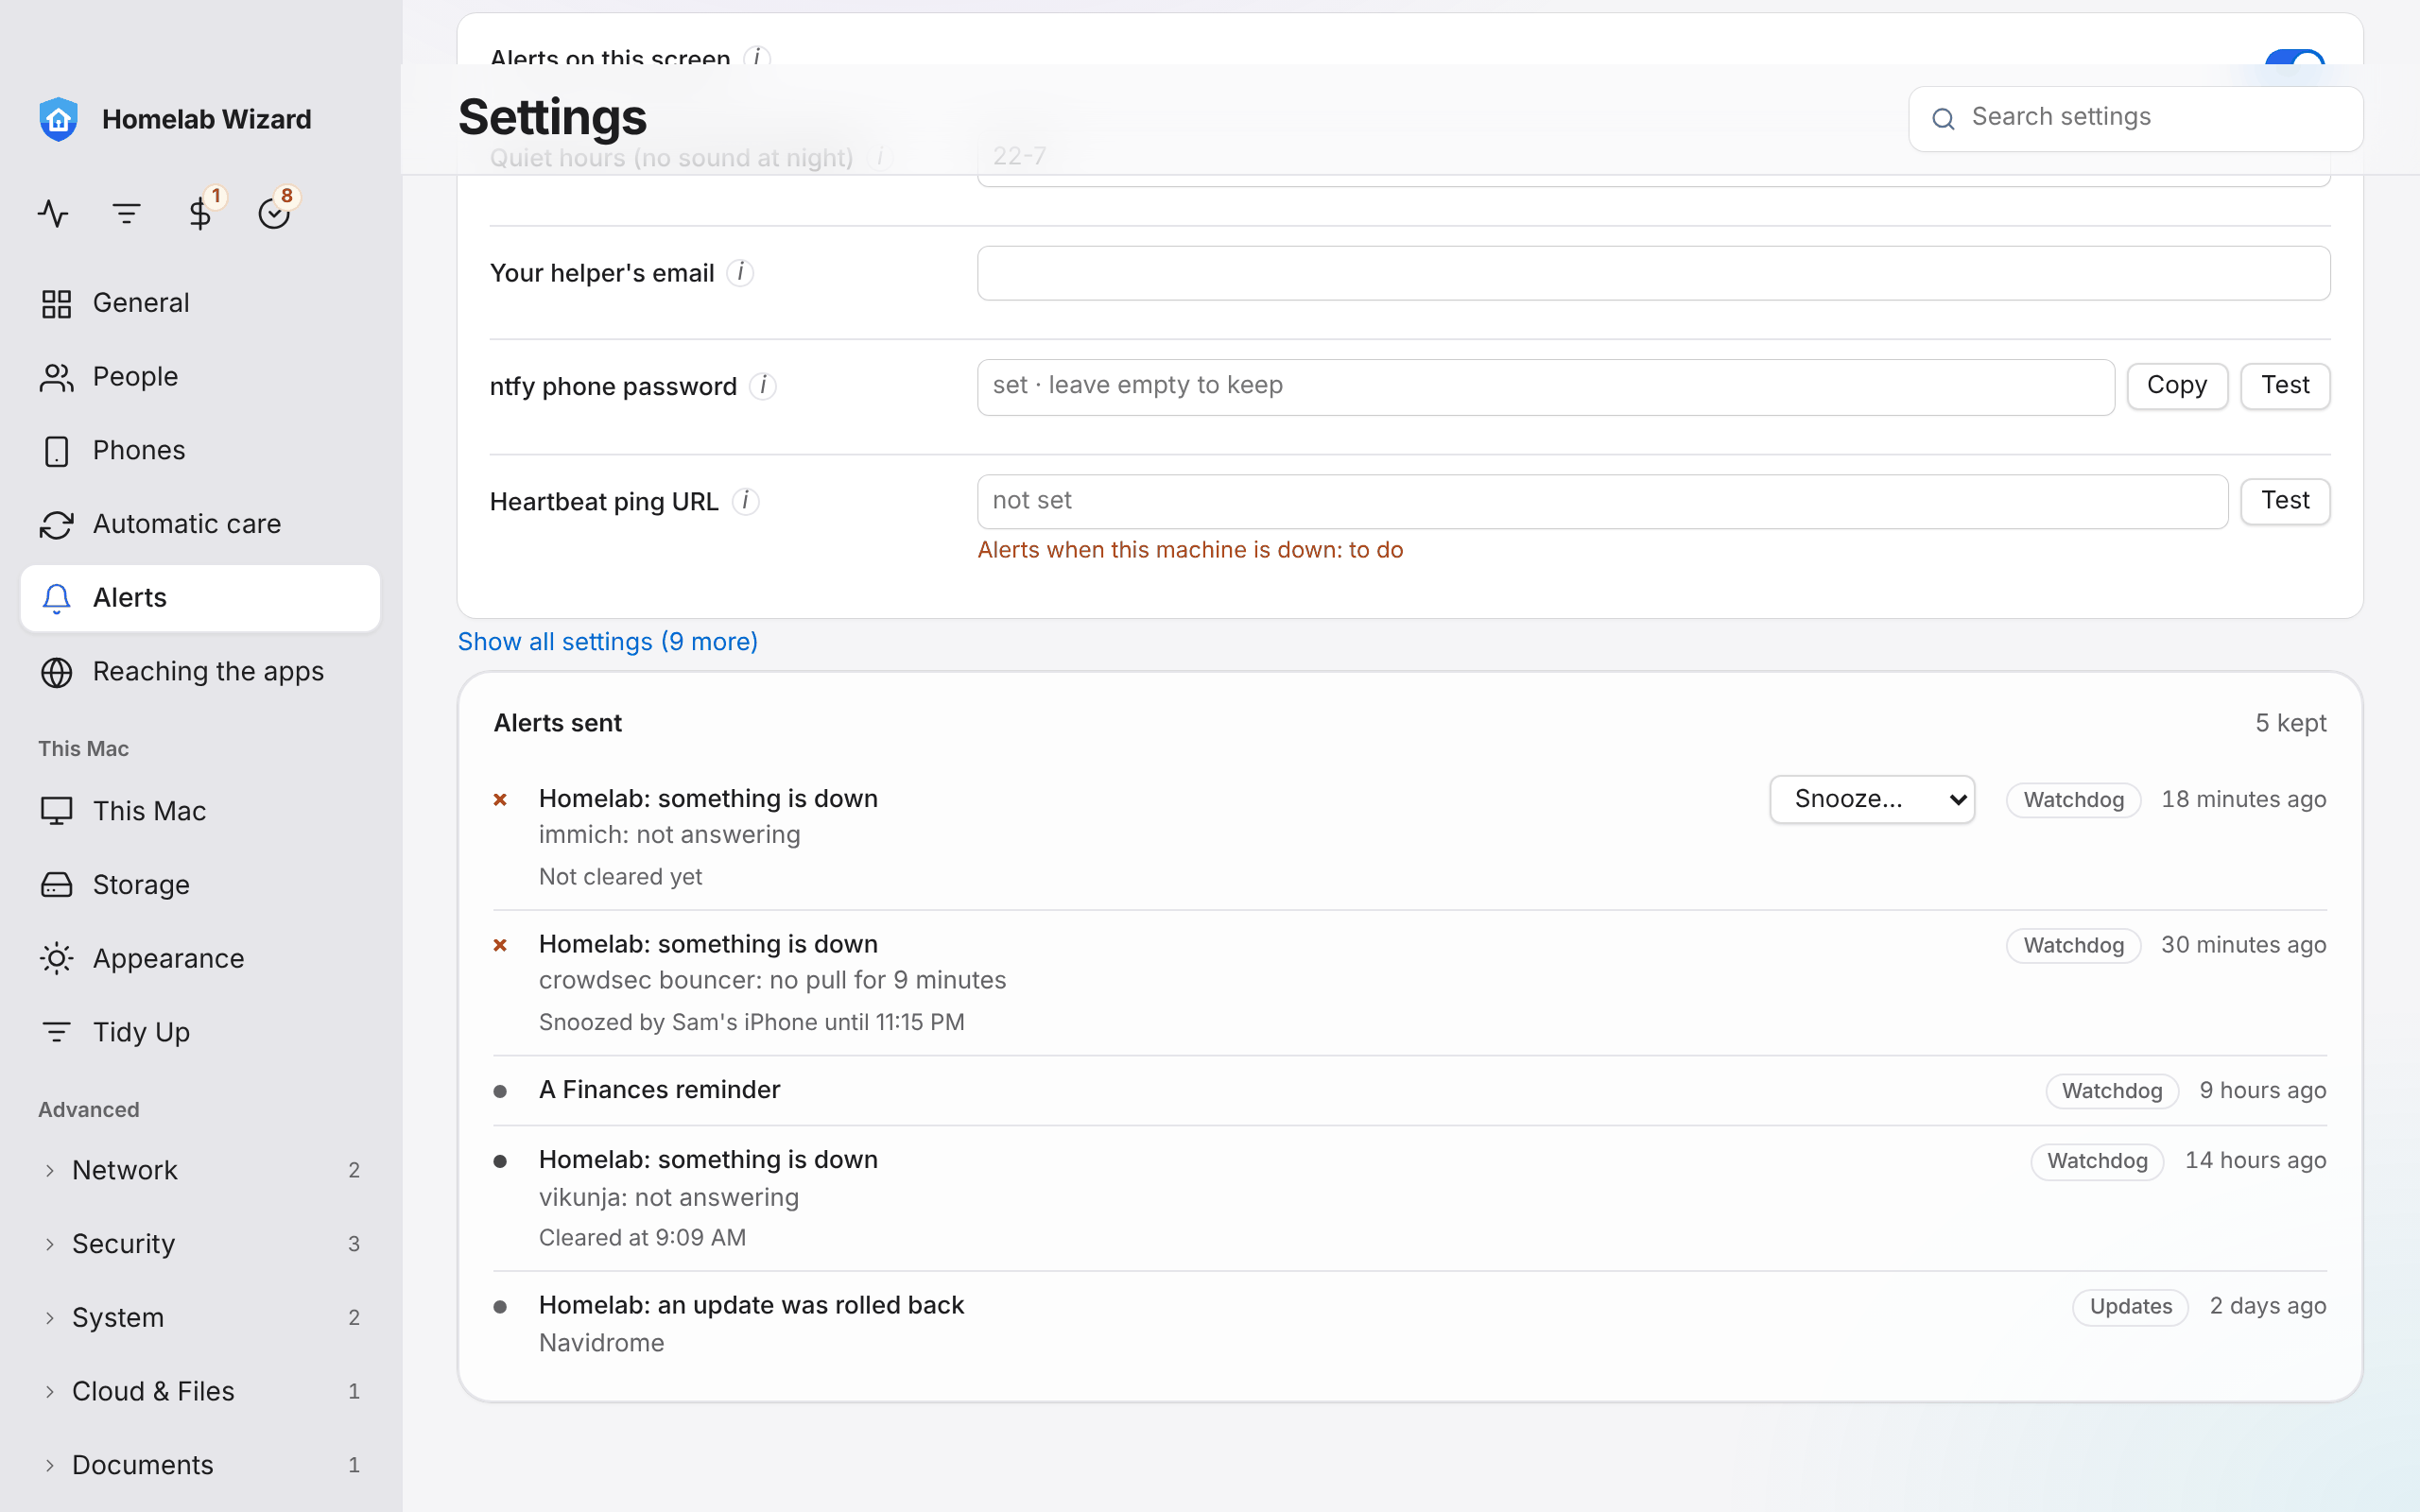 Homelab Wizard
1
8
General
People
Phones
Automatic care
Alerts
Reaching the apps
This Mac
This Mac
Storage
Appearance
Tidy Up
Advanced
Network 2
Security 3
System 2
Cloud & Files 1
Documents 1
Alerts on this screen i
Settings
Search settings
Quiet hours (no sound at night) i 22-7
Your helper's email i
ntfy phone password i set · leave empty to keep Copy Test
Heartbeat ping URL i not set Test
Alerts when this machine is down: to do
Show all settings (9 more)
Alerts sent 5 kept
Homelab: something is down Snooze... Watchdog 18 minutes ago
immich: not answering
Not cleared yet
Homelab: something is down Watchdog 30 minutes ago
crowdsec bouncer: no pull for 9 minutes
Snoozed by Sam's iPhone until 11:15 PM
A Finances reminder Watchdog 9 hours ago
Homelab: something is down Watchdog 14 hours ago
vikunja: not answering
Cleared at 9:09 AM
Homelab: an update was rolled back Updates 2 days ago
Navidrome